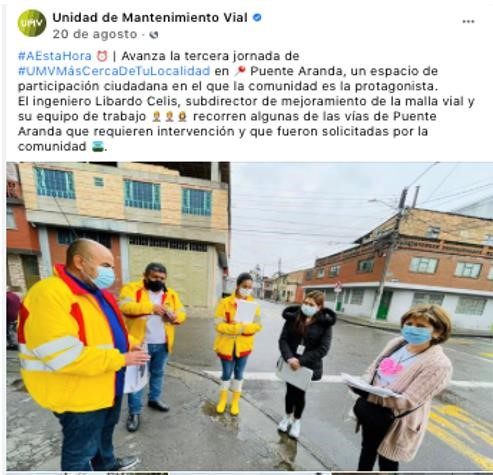 UMV
Unidad de Mantenimiento Vial
20 de agosto ·
#AEstaHora ⏰ | Avanza la tercera jornada de
#UMVMásCercaDeTuLocalidad en 📍 Puente Aranda, un espacio de
participación ciudadana en el que la comunidad es la protagonista.
El ingeniero Libardo Celis, subdirector de mejoramiento de la malla vial y
su equipo de trabajo 👷👷👷 recorren algunas de las vías de Puente
Aranda que requieren intervención y que fueron solicitadas por la
comunidad 🛣️.